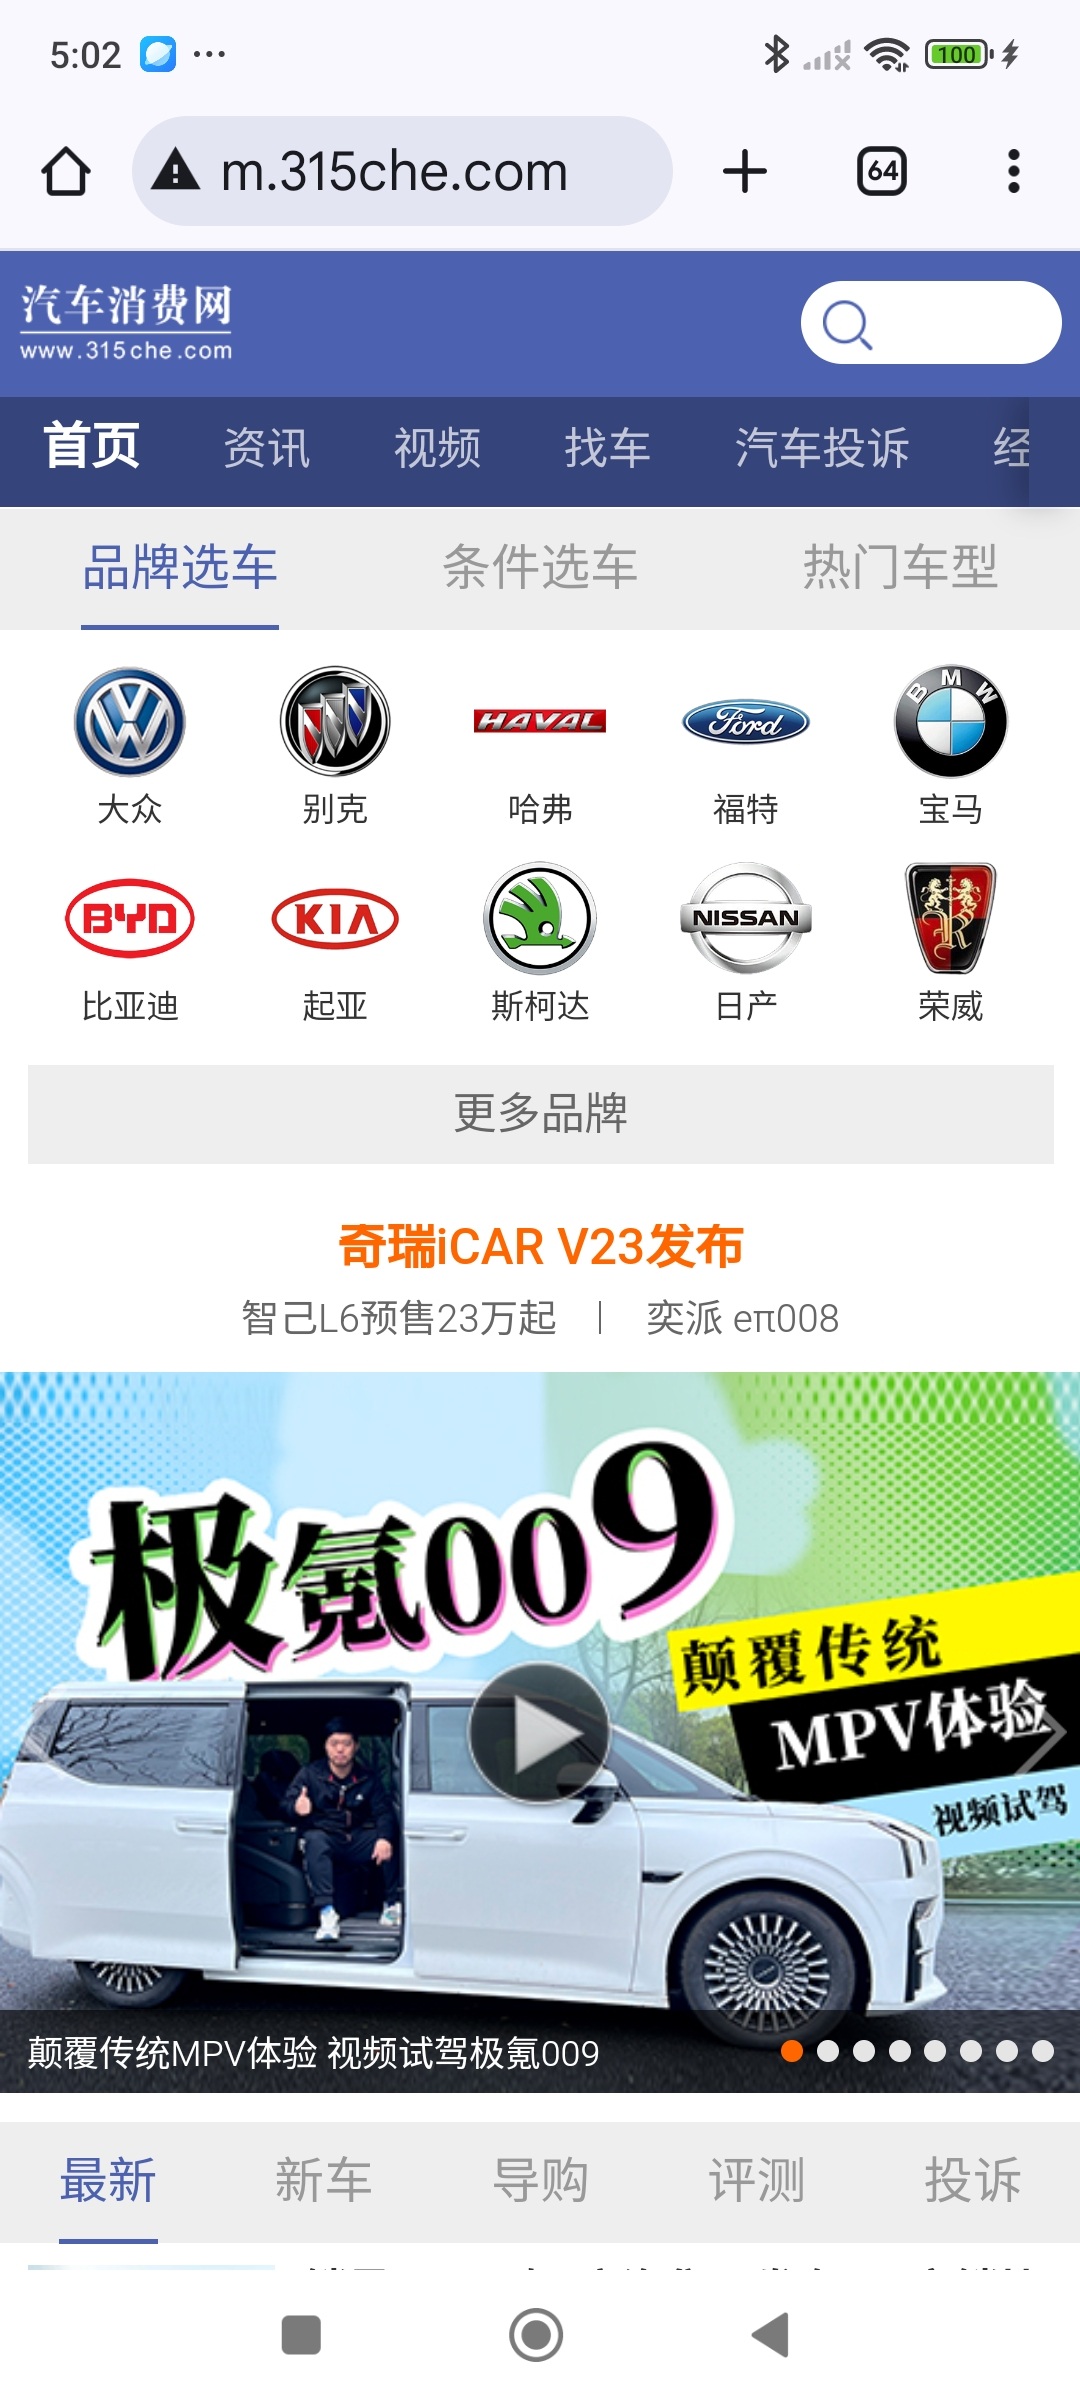 5:02
100
m.315che.com
64
汽车消费网
www.315che.com
首页 资讯 视频 找车 汽车投诉 经
品牌选车 条件选车 热门车型
HAVAL Ford BMW
大众 别克 哈弗 福特 宝马
BYD KIA NISSAN R
比亚迪 起亚 斯柯达 日产 荣威
更多品牌
奇瑞iCAR V23发布
智己L6预售23万起 | 奕派 eπ008
极氪009
颠覆传统
MPV体验
视频试驾
颠覆传统MPV体验 视频试驾极氪009
最新 新车 导购 评测 投诉